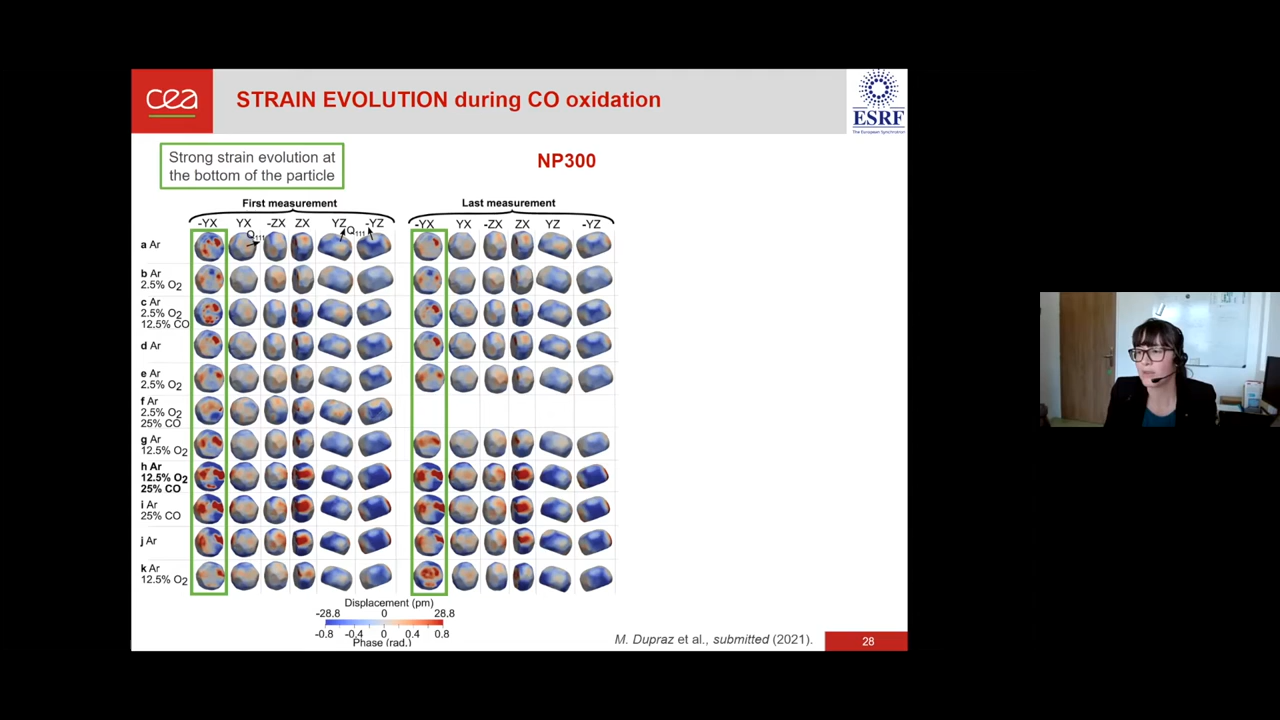 cea
STRAIN EVOLUTION during CO oxidation
ESRF
The European Synchrotron
Strong strain evolution at
the bottom of the particle
NP300
First measurement
Last measurement
-YX YX -ZX ZX YZ -YZ
-YX YX -ZX ZX YZ -YZ
Q111 Q111
a Ar
b Ar
2.5% O2
c Ar
2.5% O2
12.5% CO
d Ar
e Ar
2.5% O2
f Ar
2.5% O2
25% CO
g Ar
12.5% O2
h Ar
12.5% O2
25% CO
i Ar
25% CO
j Ar
k Ar
12.5% O2
Displacement (pm)
-28.8 0 28.8
-0.8 -0.4 0 0.4 0.8
Phase (rad.)
M. Dupraz et al., submitted (2021).
28